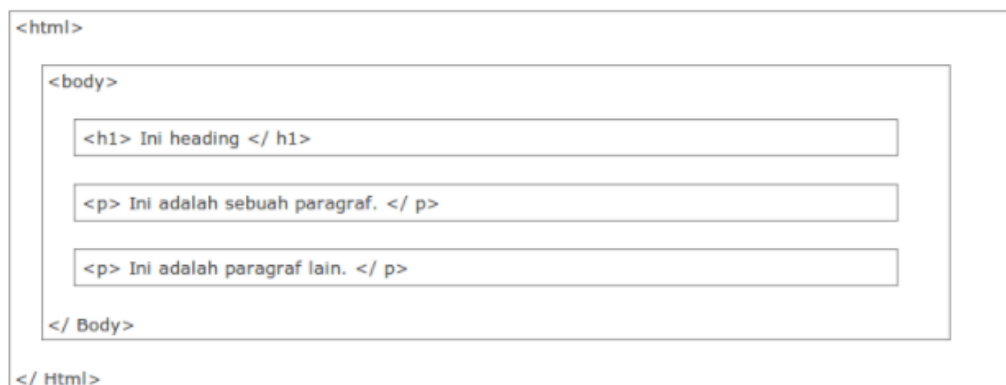 <html>
<body>
<h1> Ini heading </ h1>
<p> Ini adalah sebuah paragraf. </ p>
<p> Ini adalah paragraf lain. </ p>
</ Body>
</ Html>